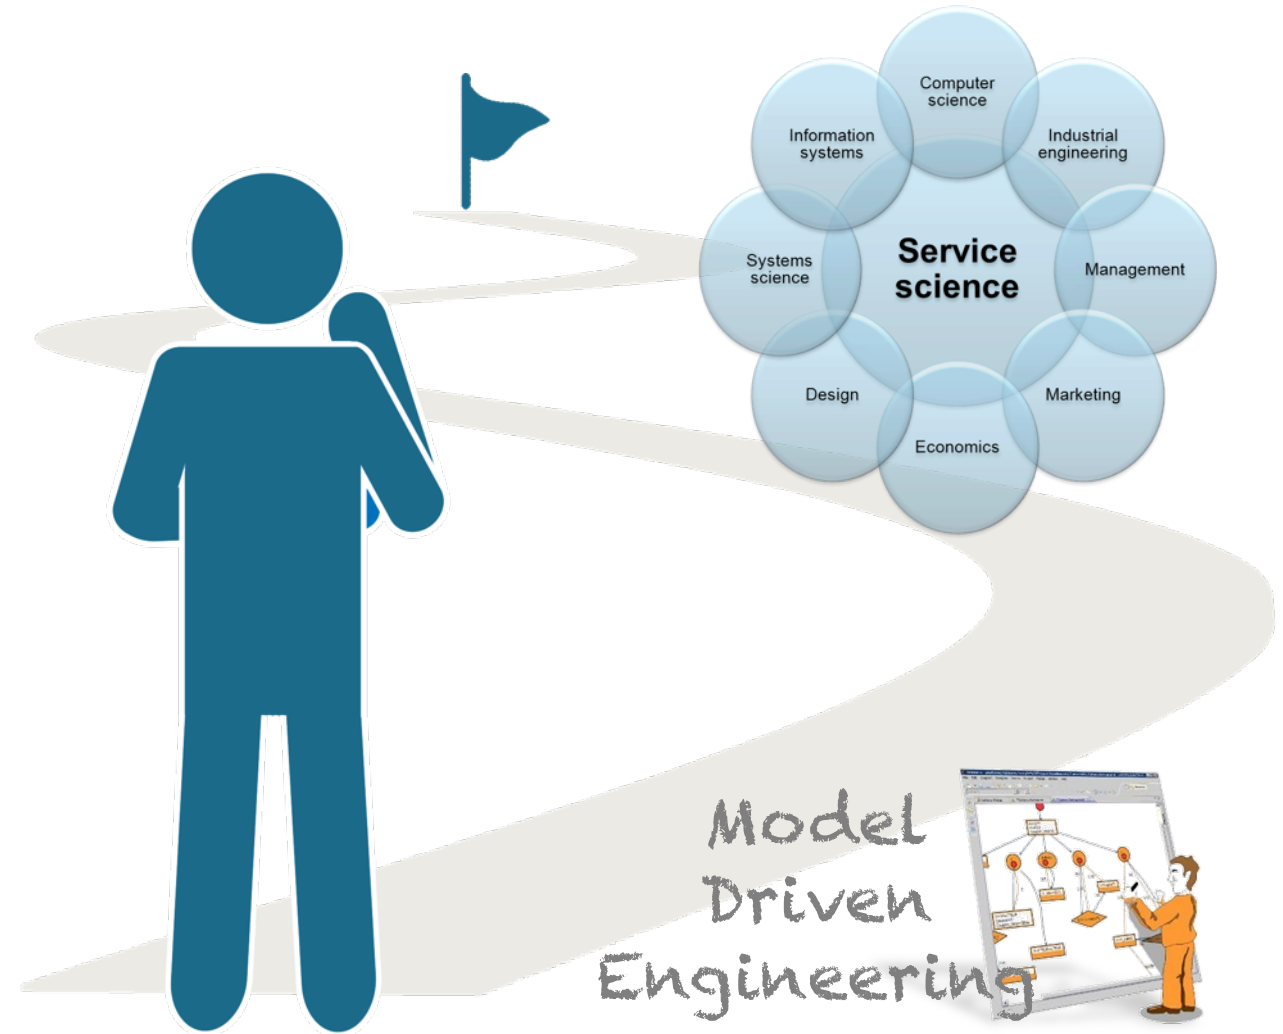 Computer
science
Information
systems
Industrial
engineering
Systems
science
Service
science
Management
Design
Marketing
Economics
Model
Driven
Engineering